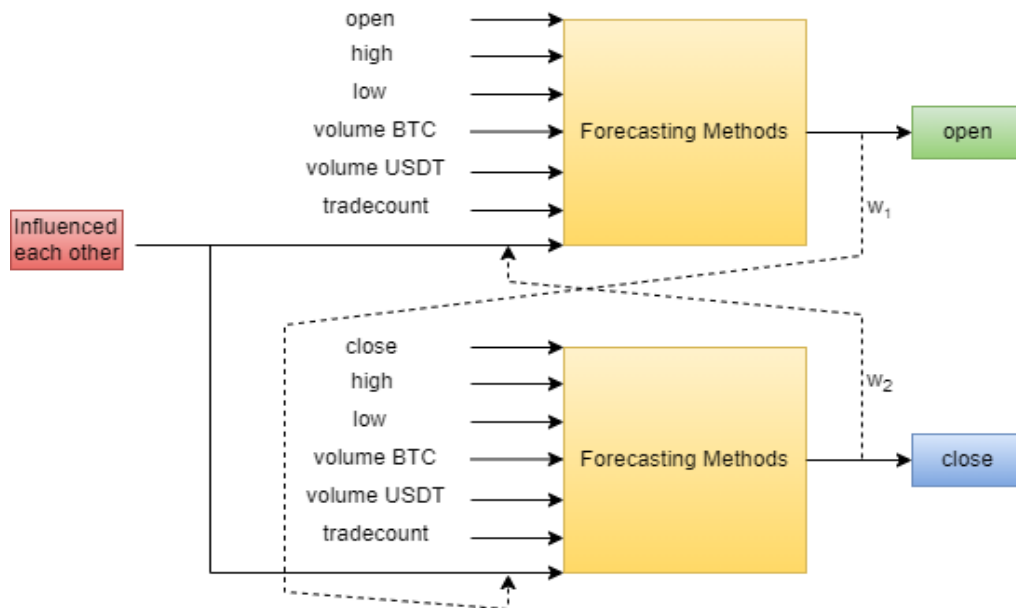 open
high
low
volume BTC
volume USDT
tradecount
Forecasting Methods
open
w1
Influenced
each other
close
high
low
volume BTC
volume USDT
tradecount
Forecasting Methods
w2
close